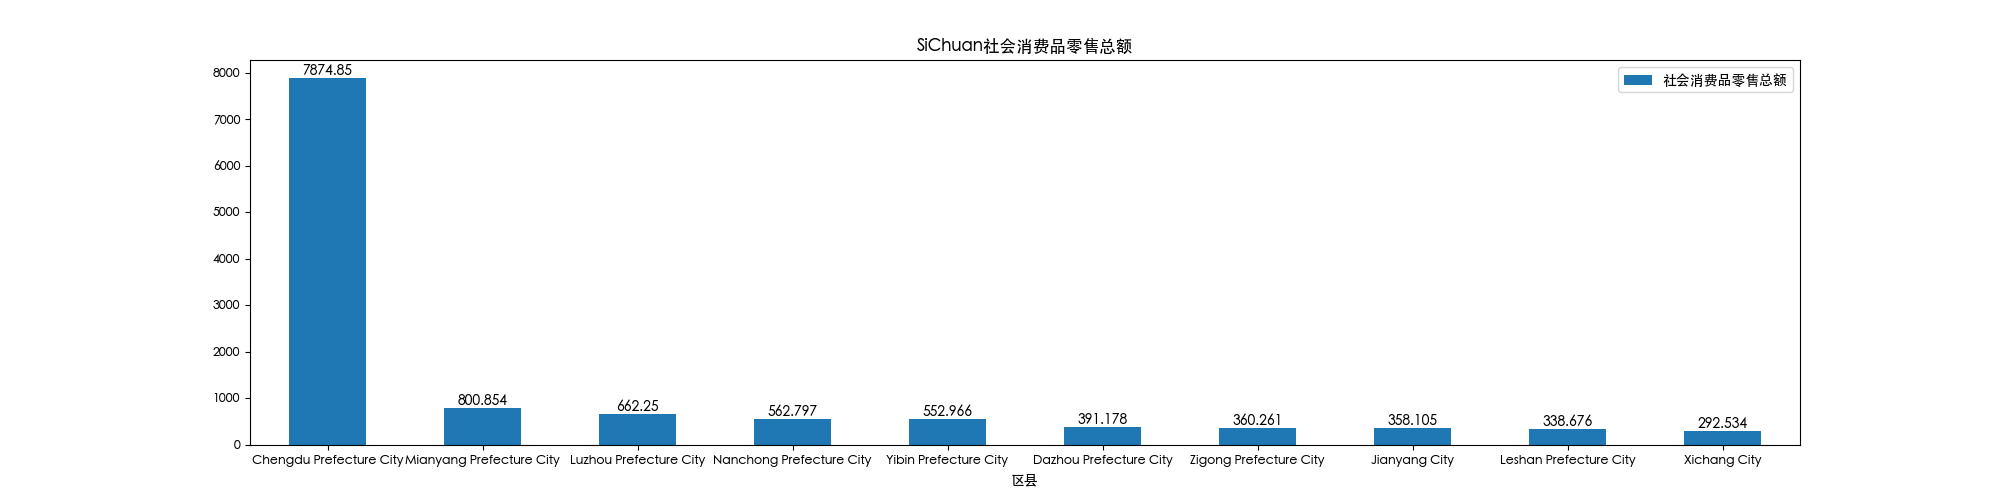 SiChuan社会消费品零售总额
社会消费品零售总额
8000
7000
6000
5000
4000
3000
2000
1000
0
7874.85
800.854
662.25
562.797
552.966
391.178
360.261
358.105
338.676
292.534
Chengdu Prefecture City
Mianyang Prefecture City
Luzhou Prefecture City
Nanchong Prefecture City
Yibin Prefecture City
Dazhou Prefecture City
Zigong Prefecture City
Jianyang City
Leshan Prefecture City
Xichang City
区县